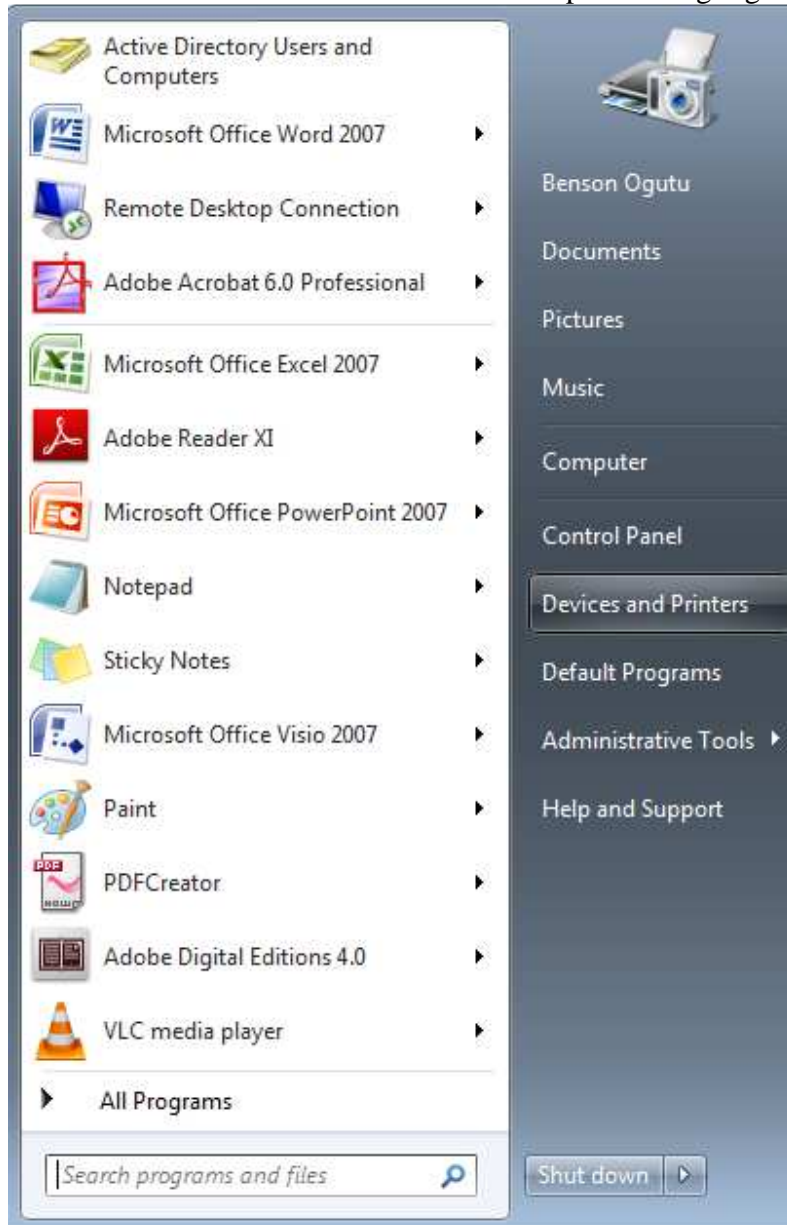 Active Directory Users and
Computers
Microsoft Office Word 2007
Remote Desktop Connection
Adobe Acrobat 6.0 Professional
Microsoft Office Excel 2007
Adobe Reader XI
Microsoft Office PowerPoint 2007
Notepad
Sticky Notes
Microsoft Office Visio 2007
Paint
PDFCreator
Adobe Digital Editions 4.0
VLC media player
All Programs
Search programs and files
Benson Ogutu
Documents
Pictures
Music
Computer
Control Panel
Devices and Printers
Default Programs
Administrative Tools
Help and Support
Shut down